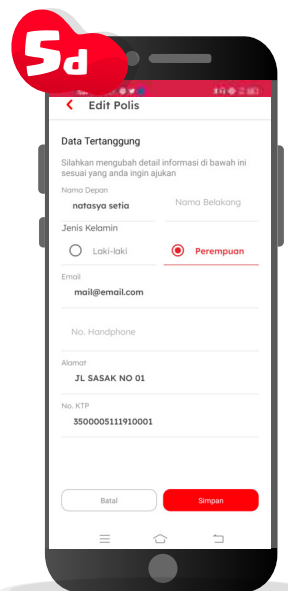 5d
Edit Polis
Data Tertanggung
Silahkan mengubah detail informasi di bawah ini
sesuai yang anda ingin ajukan
Nama Depan
natasya setia
Nama Belakang
Jenis Kelamin
Laki-laki
Perempuan
Email
mail@email.com
No. Handphone
Alamat
JL SASAK NO 01
No. KTP
3500005111910001
Batal
Simpan